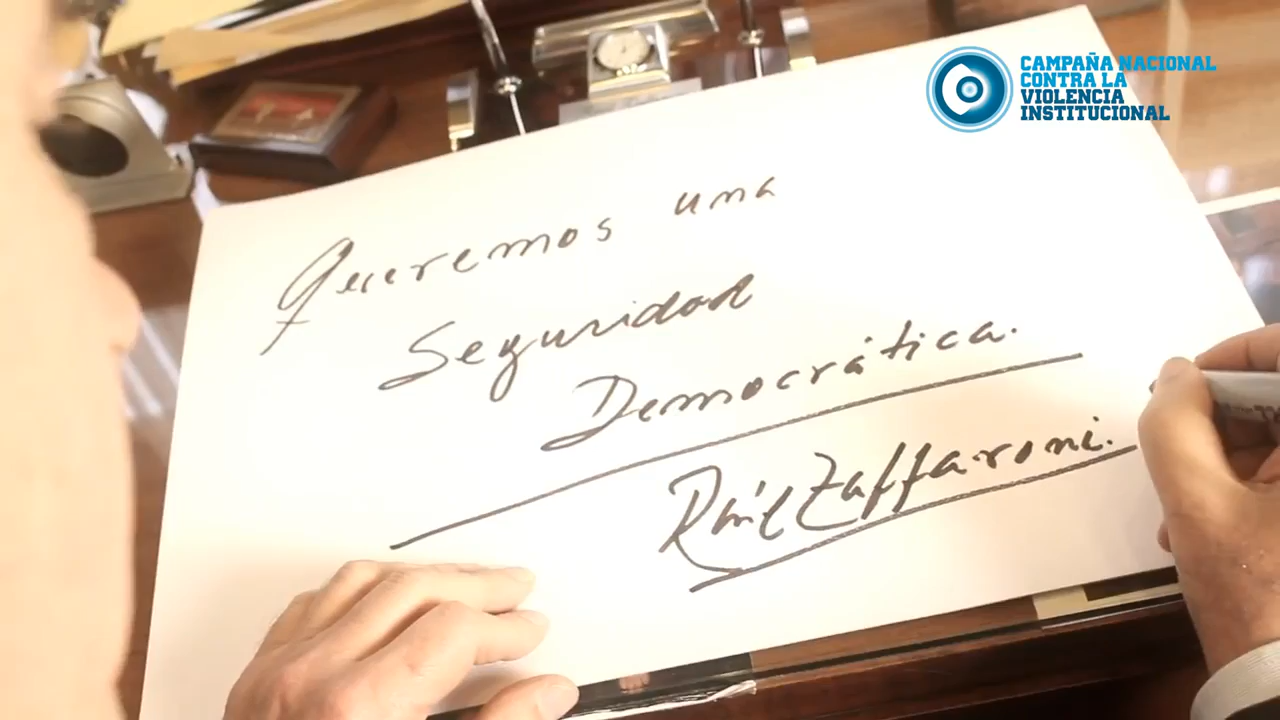 CAMPAÑA NACIONAL
CONTRA LA
VIOLENCIA
INSTITUCIONAL
Queremos una
Seguridad
Democrática.
Raúl Zaffaroni.